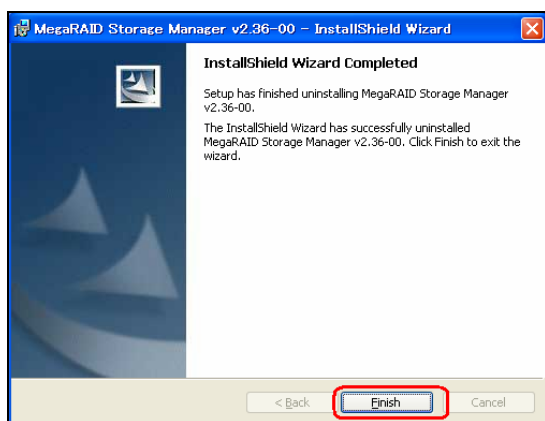 MegaRAID Storage Manager v2.36-00 - InstallShield Wizard
InstallShield Wizard Completed
Setup has finished uninstalling MegaRAID Storage Manager
v2.36-00.
The InstallShield Wizard has successfully uninstalled
MegaRAID Storage Manager v2.36-00. Click Finish to exit the
wizard.
< Back
Finish
Cancel